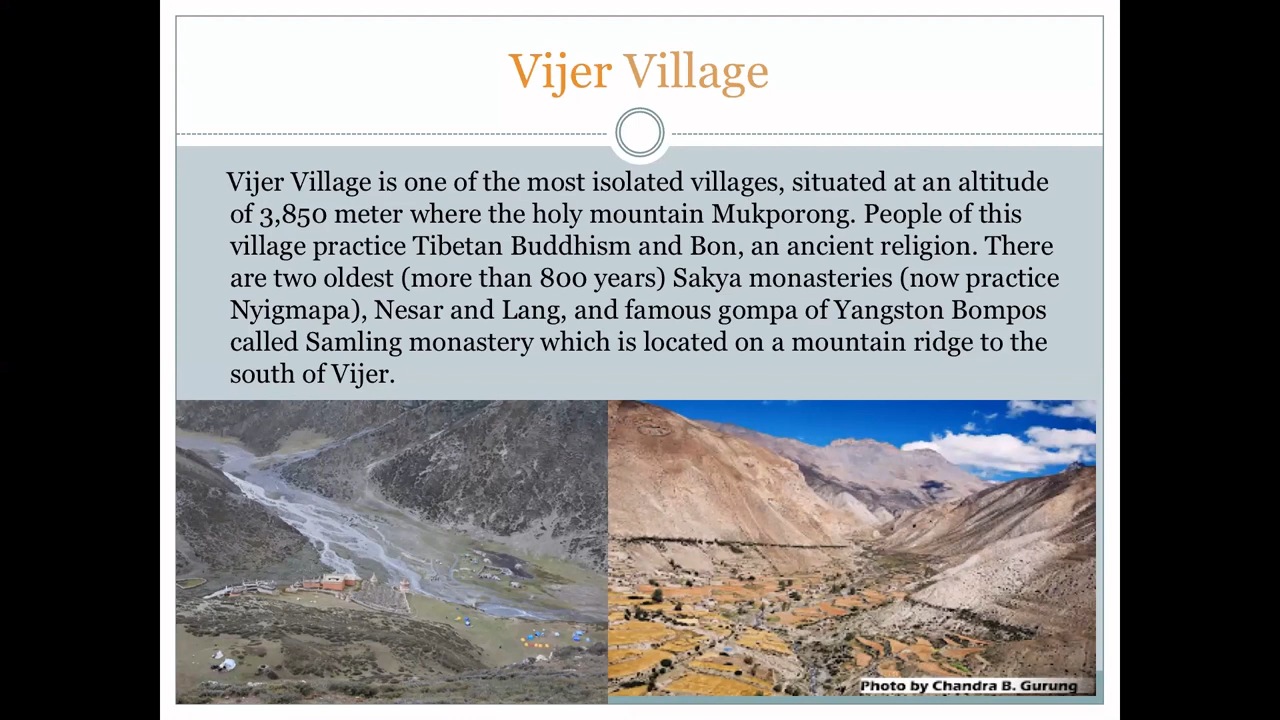 Vijer Village
Vijer Village is one of the most isolated villages, situated at an altitude
of 3,850 meter where the holy mountain Mukporong. People of this
village practice Tibetan Buddhism and Bon, an ancient religion. There
are two oldest (more than 800 years) Sakya monasteries (now practice
Nyigmapa), Nesar and Lang, and famous gompa of Yangston Bompos
called Samling monastery which is located on a mountain ridge to the
south of Vijer.
Photo by Chandra B. Gurung